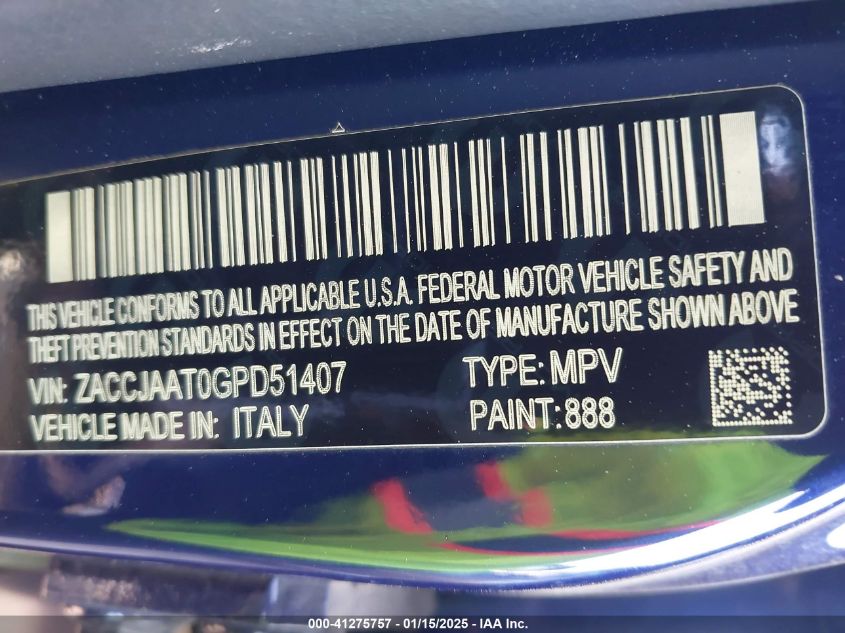 THIS VEHICLE CONFORMS TO ALL APPLICABLE U.S.A. FEDERAL MOTOR VEHICLE SAFETY AND
THEFT PREVENTION STANDARDS IN EFFECT ON THE DATE OF MANUFACTURE SHOWN ABOVE
VIN: ZACCJAAT0GPD51407 TYPE: MPV
VEHICLE MADE IN: ITALY PAINT: 888
000-41275757 - 01/15/2025 - IAA Inc.